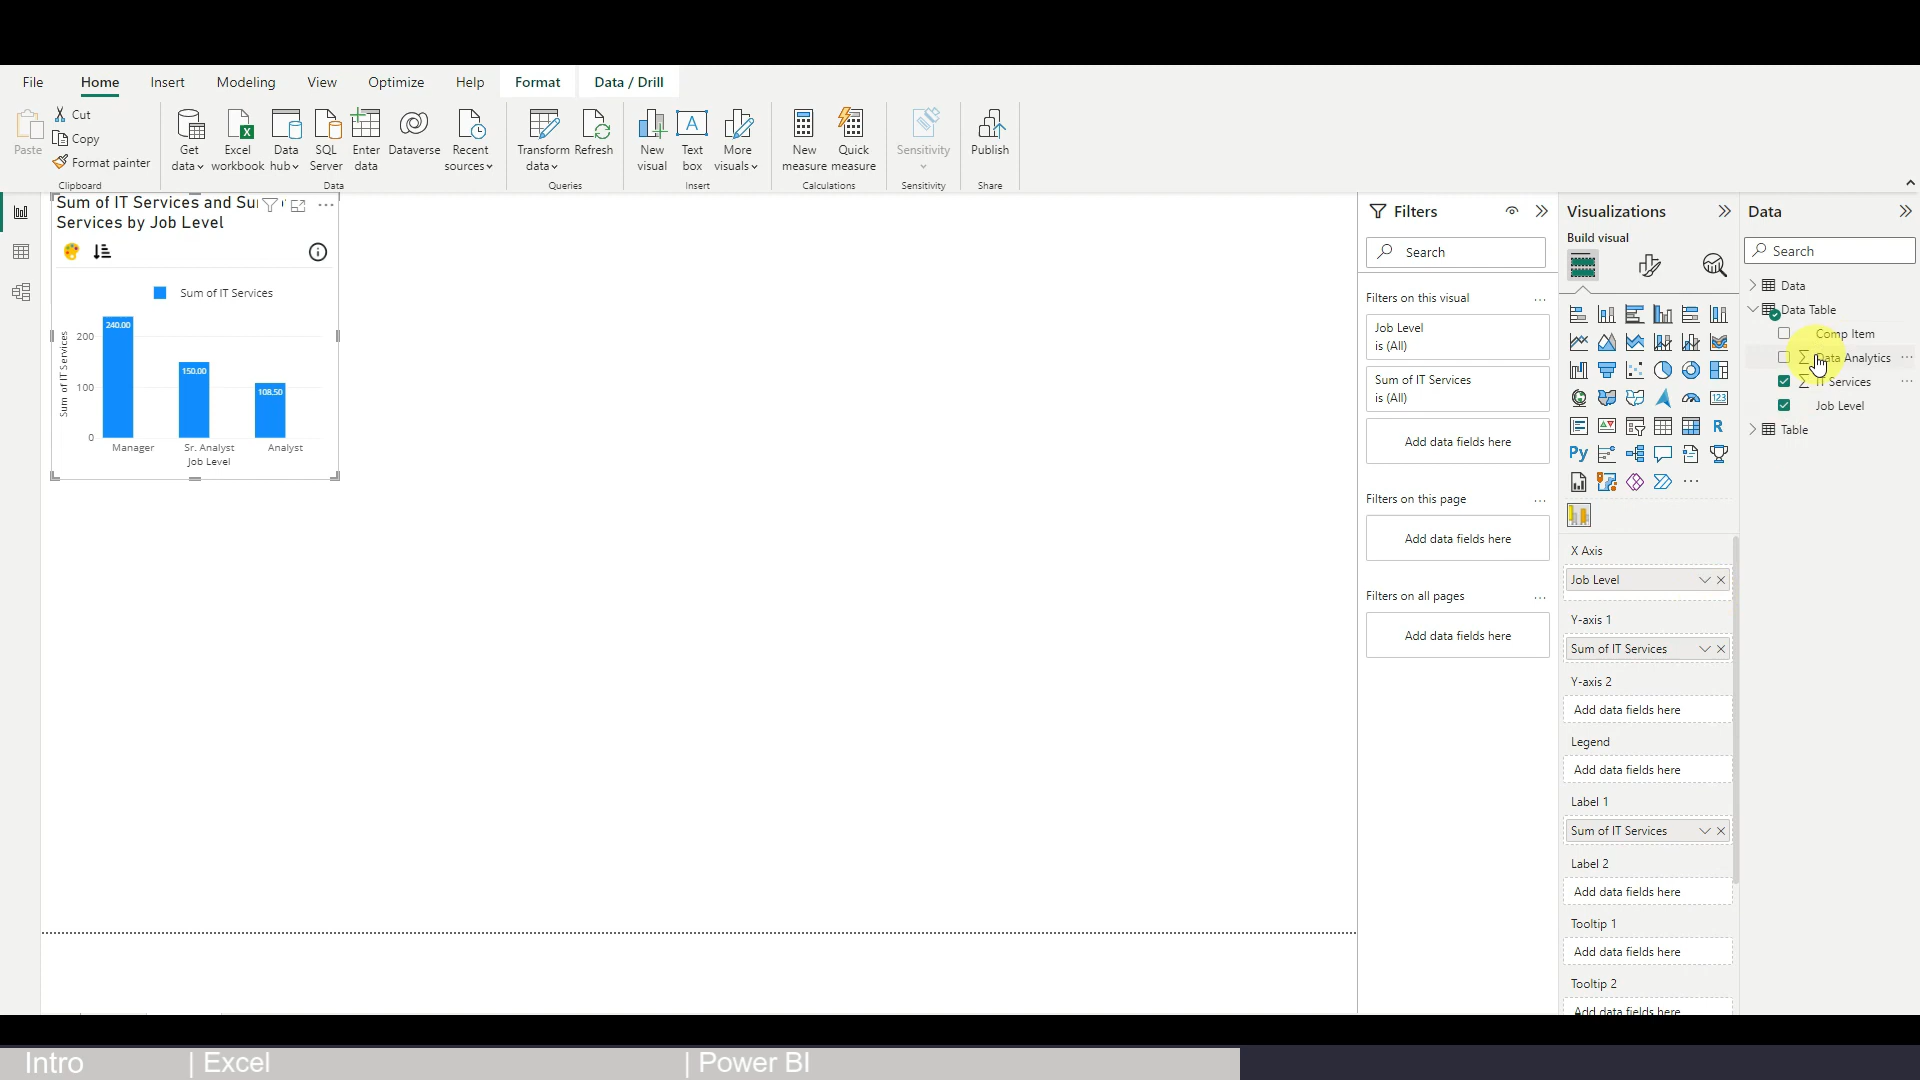 File Home Insert Modeling View Optimize Help Format Data / Drill
Paste
Cut
Copy
Format painter
Clipboard
Get data
Excel workbook
Data hub
SQL Server
Enter data
Dataverse
Recent sources
Data
Transform data
Refresh
Queries
New visual
Text box
More visuals
Insert
New measure
Quick measure
Calculations
Sensitivity
Sensitivity
Publish
Share
Sum of IT Services and Su
Services by Job Level
Sum of IT Services
Sum of IT Services
200
100
0
240.00
150.00
108.50
Manager
Sr. Analyst
Analyst
Job Level
Filters
Search
Filters on this visual
Job Level
is (All)
Sum of IT Services
is (All)
Add data fields here
Filters on this page
Add data fields here
Filters on all pages
Add data fields here
Visualizations
Build visual
123
R
Py
X Axis
Job Level
Y-axis 1
Sum of IT Services
Y-axis 2
Add data fields here
Legend
Add data fields here
Label 1
Sum of IT Services
Label 2
Add data fields here
Tooltip 1
Add data fields here
Tooltip 2
Add data fields here
Data
Search
Data
Data Table
Comp Item
Data Analytics
IT Services
Job Level
Table
Intro | Excel | Power BI